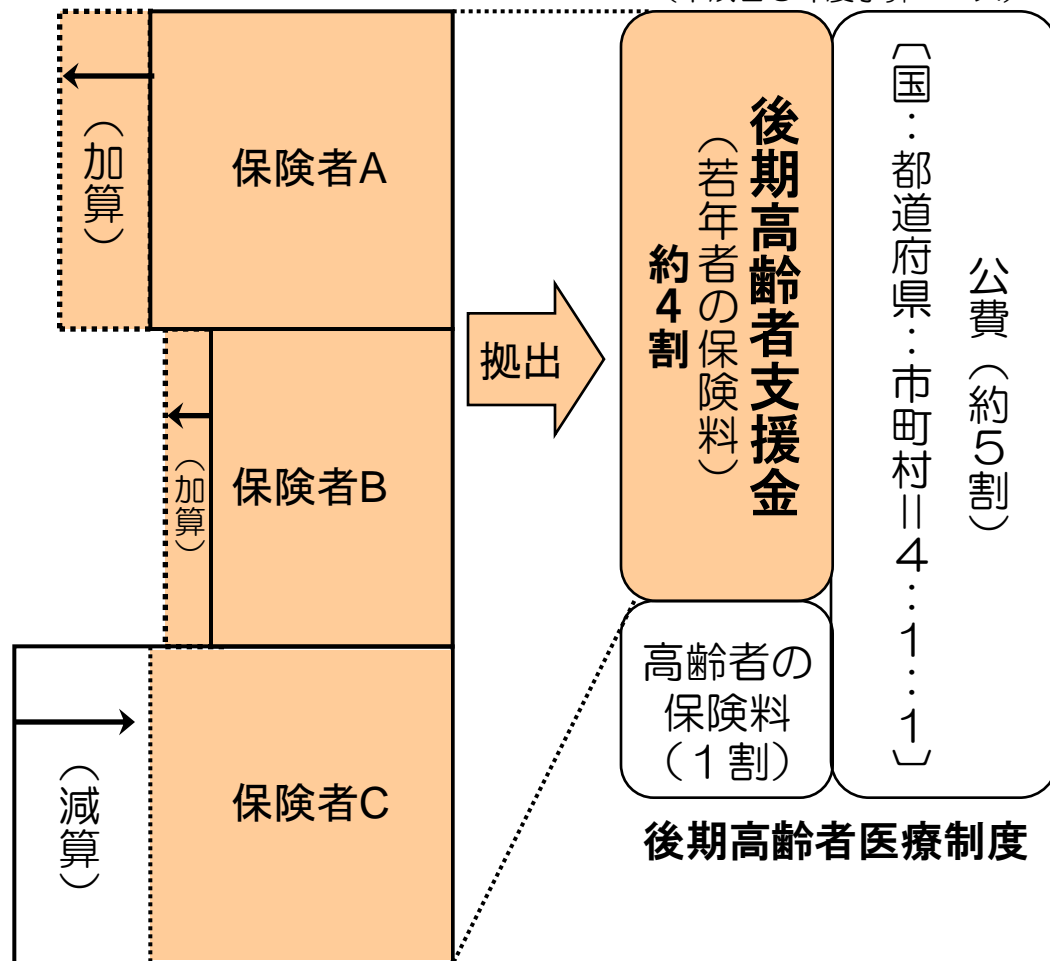 （加算）
保険者A
（加算）
保険者B
（減算）
保険者C
拠出
後期高齢者支援金
（若年者の保険料）
約４割
高齢者の
保険料
（１割）
公費（約５割）
〔国：都道府県：市町村＝４：１：１〕
後期高齢者医療制度